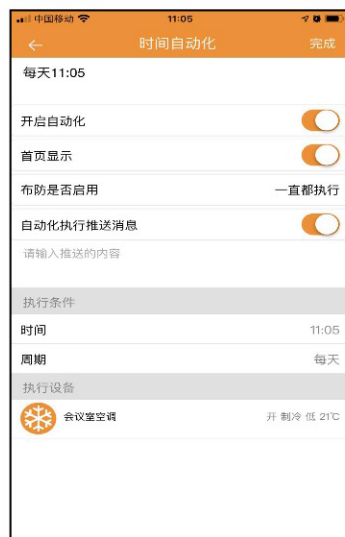 中国移动 11:05
时间自动化 完成
每天11:05
开启自动化
首页显示
布防是否启用 一直都执行
自动化执行推送消息
请输入推送的内容
执行条件
时间 11:05
周期 每天
执行设备
会议室空调 开 制冷 低 21℃